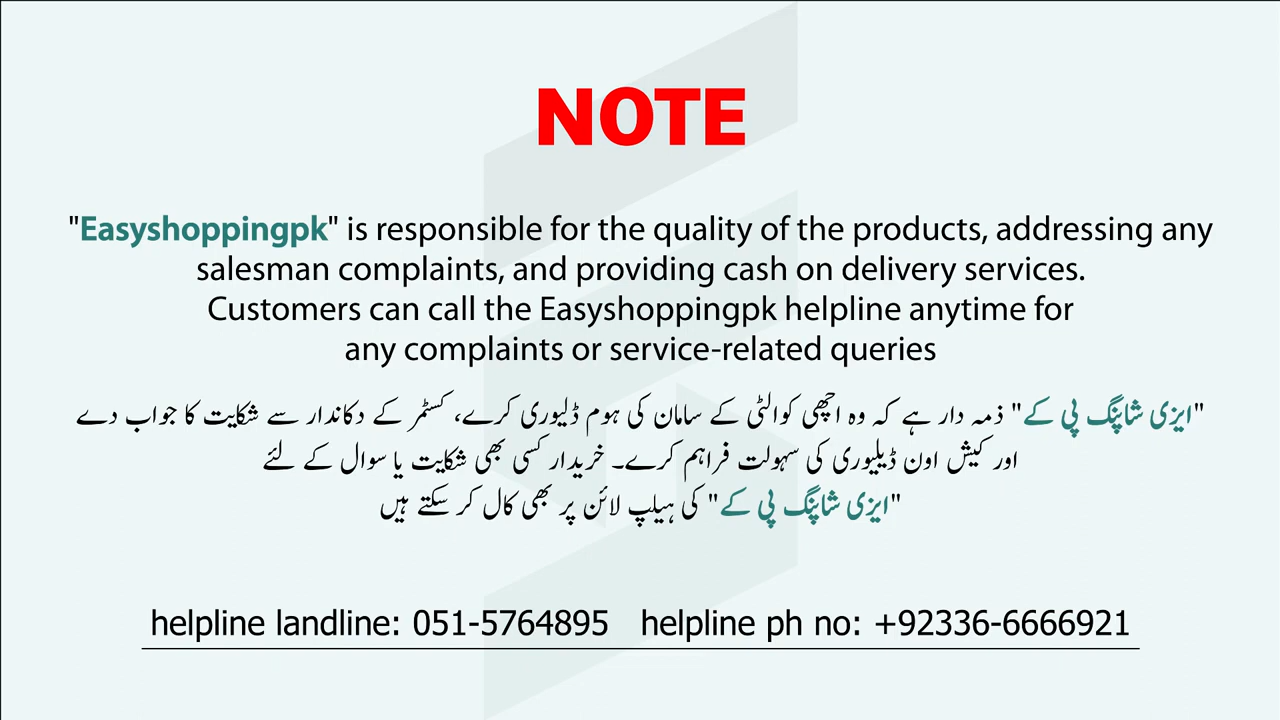 NOTE
"Easyshoppingpk" is responsible for the quality of the products, addressing any
salesman complaints, and providing cash on delivery services.
Customers can call the Easyshoppingpk helpline anytime for
any complaints or service-related queries
"ایزی شاپنگ پی کے" ذمہ دار ہے کہ وہ اچھی کوالٹی کے سامان کی ہوم ڈلیوری کرے، کسٹمر کے دکاندار سے شکایت کا جواب دے
اور کیش اون ڈیلیوری کی سہولت فراہم کرے۔ خریدار کسی بھی شکایت یا سوال کے لئے
"ایزی شاپنگ پی کے" کی ہیلپ لائن پر بھی کال کر سکتے ہیں
helpline landline: 051-5764895 helpline ph no: +92336-6666921